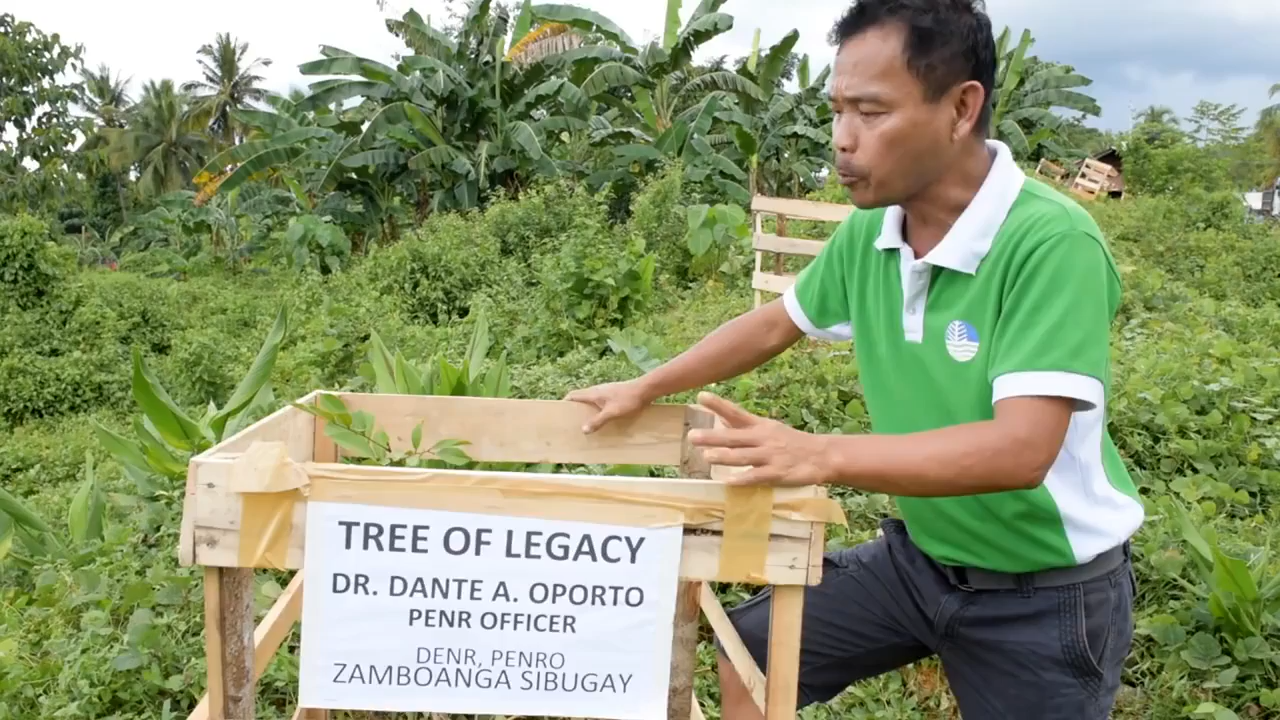 TREE OF LEGACY
DR. DANTE A. OPORTO
PENR OFFICER
DENR, PENRO
ZAMBOANGA SIBUGAY